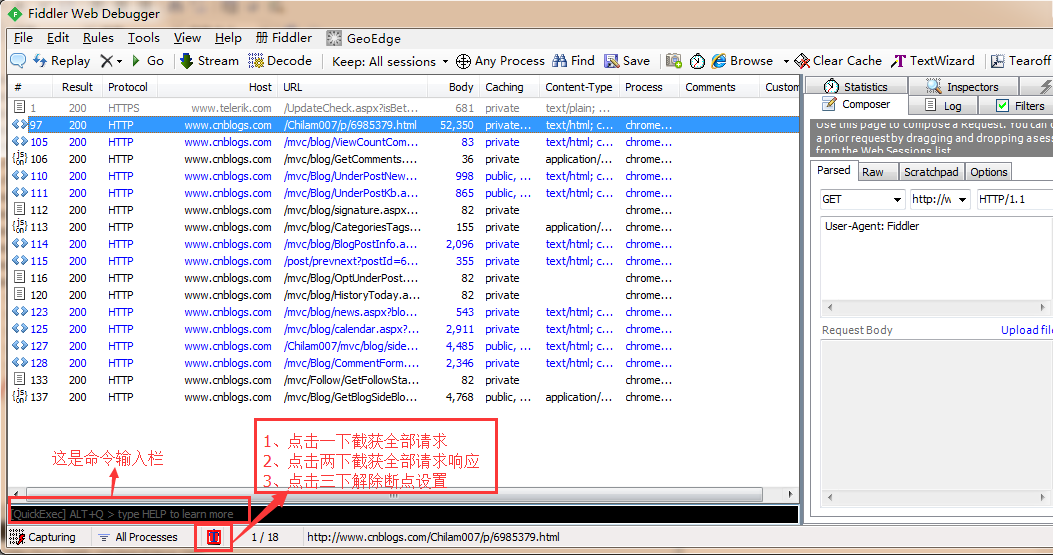 Fiddler Web Debugger
File Edit Rules Tools View Help 册 Fiddler GeoEdge
Replay Go Stream Decode Keep: All sessions Any Process Find Save Browse Clear Cache TextWizard Tearoff
# Result Protocol Host URL Body Caching Content-Type Process Comments Custom
1 200 HTTPS www.telerik.com /UpdateCheck.aspx?isBet... 681 text/plain; ...
97 200 HTTP www.cnblogs.com /Chilam007/p/6985379.html 52,350 private... text/html; c... chrome...
105 200 HTTP www.cnblogs.com /mvc/blog/ViewCountCom... 83 private text/html; c... chrome...
106 200 HTTP www.cnblogs.com /mvc/blog/GetComments.... 36 private application/... chrome...
110 200 HTTP www.cnblogs.com /mvc/blog/UnderPostNew... 998 public, ... text/html; c... chrome...
111 200 HTTP www.cnblogs.com /mvc/blog/UnderPostKb.a... 865 public, ... text/html; c... chrome...
112 200 HTTP www.cnblogs.com /mvc/blog/signature.aspx... 82 private chrome...
113 200 HTTP www.cnblogs.com /mvc/blog/CategoriesTags... 155 private application/... chrome...
114 200 HTTP www.cnblogs.com /mvc/blog/BlogPostInfo.a... 2,096 private text/html; c... chrome...
115 200 HTTP www.cnblogs.com /post/prevnext?postId=6... 355 private text/html; c... chrome...
116 200 HTTP www.cnblogs.com /mvc/Blog/OptUnderPost.... 82 private chrome...
120 200 HTTP www.cnblogs.com /mvc/blog/HistoryToday.a... 82 private chrome...
123 200 HTTP www.cnblogs.com /mvc/blog/news.aspx?blo... 543 private text/html; c... chrome...
125 200 HTTP www.cnblogs.com /mvc/blog/calendar.aspx?... 2,911 private text/html; c... chrome...
127 200 HTTP www.cnblogs.com /Chilam007/mvc/blog/side... 4,485 public, ... text/html; c... chrome...
128 200 HTTP www.cnblogs.com /mvc/Blog/CommentForm.... 2,346 private text/html; c... chrome...
133 200 HTTP www.cnblogs.com /mvc/Follow/GetFollowSta... 82 private chrome...
137 200 HTTP www.cnblogs.com /mvc/Blog/GetBlogSideBlo... 4,768 public, ... application/... chrome...
Statistics Inspectors
Composer Log Filters
Use this page to compose a Request. You can c
a prior request by dragging and dropping a sess
from the Web Sessions list.
Parsed Raw Scratchpad Options
GET http://w HTTP/1.1
User-Agent: Fiddler
Request Body Upload file
这是命令输入栏
1、点击一下截获全部请求
2、点击两下截获全部请求响应
3、点击三下解除断点设置
[QuickExec] ALT+Q > type HELP to learn more
Capturing All Processes 1 / 18 http://www.cnblogs.com/Chilam007/p/6985379.html